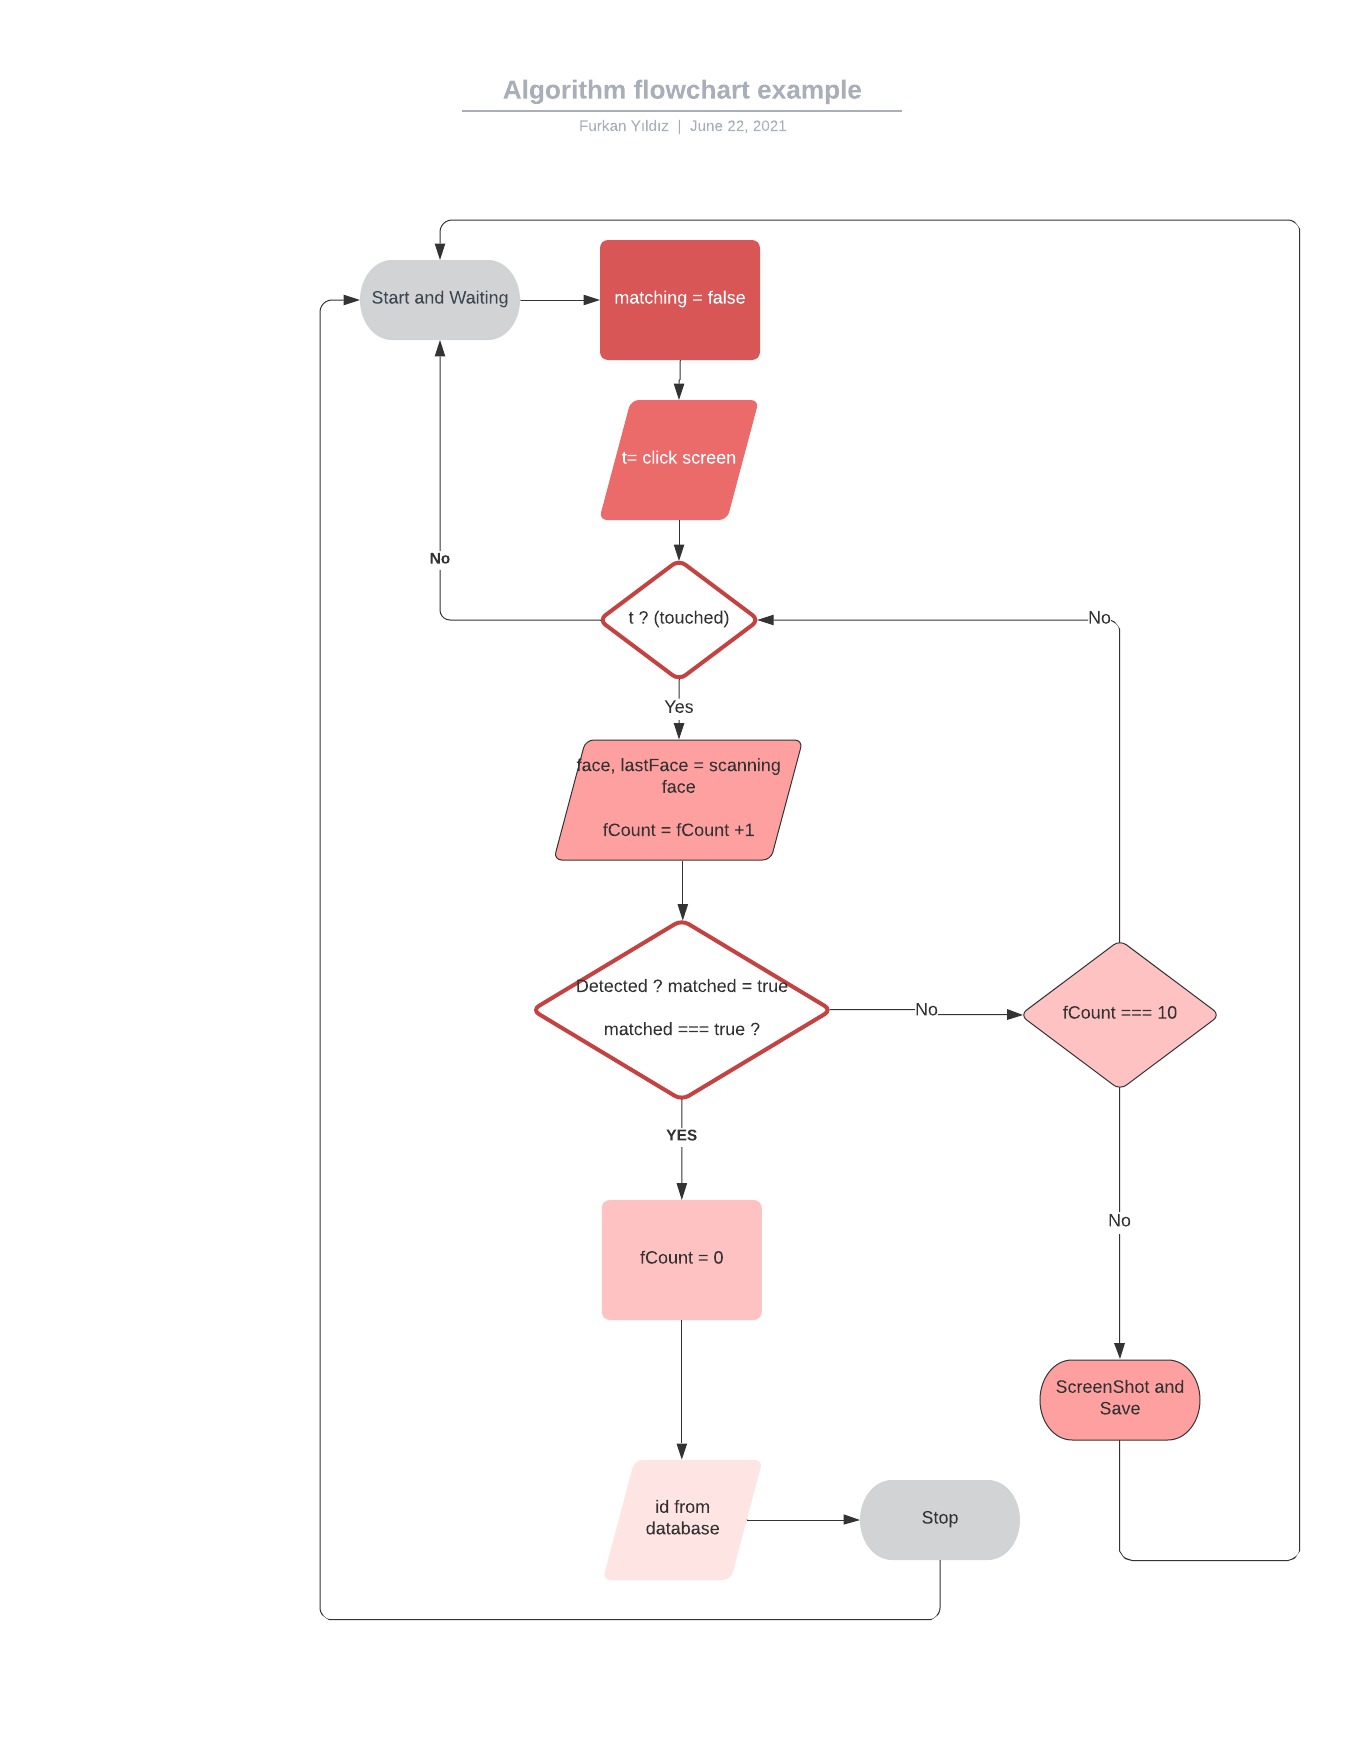 Algorithm flowchart example
Furkan Yıldız | June 22, 2021
Start and Waiting
matching = false
t= click screen
No
t ? (touched)
No
Yes
face, lastFace = scanning
face
fCount = fCount +1
Detected ? matched = true
matched === true ?
No
fCount === 10
YES
No
fCount = 0
ScreenShot and
Save
id from
database
Stop